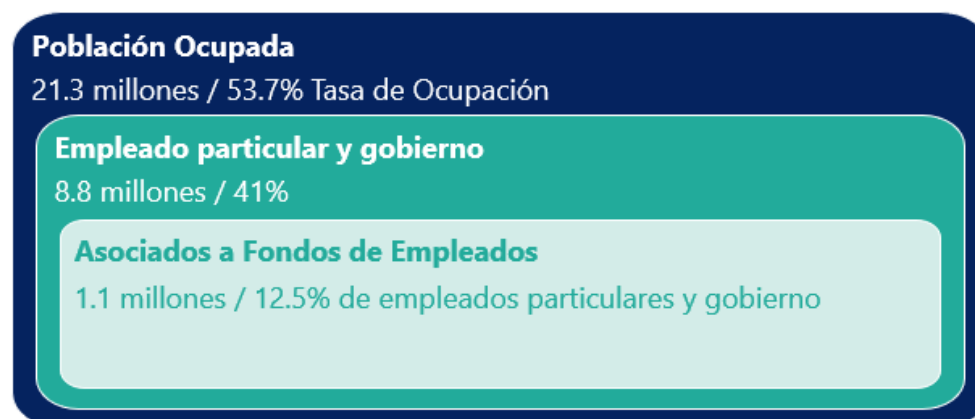 Población Ocupada
21.3 millones / 53.7% Tasa de Ocupación
Empleado particular y gobierno
8.8 millones / 41%
Asociados a Fondos de Empleados
1.1 millones / 12.5% de empleados particulares y gobierno